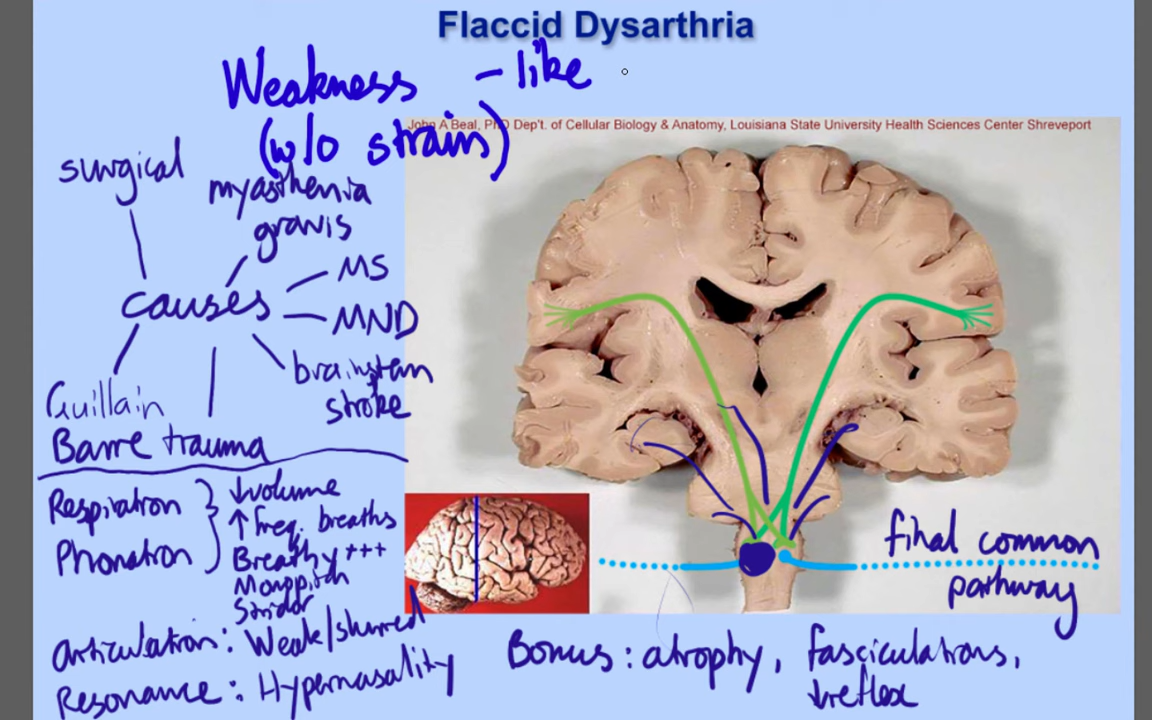 Flaccid Dysarthria
Weakness - like
(w/o strain)
John A Beal, PhD Dep't. of Cellular Biology & Anatomy, Louisiana State University Health Sciences Center Shreveport
surgical
myasthenia
gravis
causes
MS
MND
brainstem
stroke
Guillain
Barre trauma
Respiration
Phonation
↓volume
↑freq. breaths
Breathy +++
Monopitch
Stridor
Articulation: Weak/slurred
Resonance: Hypernasality
final common
pathway
Bonus: atrophy, fasciculations,
↓reflex